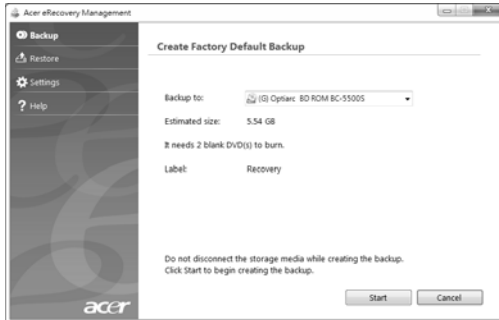 Acer eRecovery Management
Backup
Restore
Settings
Help
Create Factory Default Backup
Backup to: (G) Optiarc BD ROM BC-5500S
Estimated size: 5.54 GB
It needs 2 blank DVD(s) to burn.
Label: Recovery
Do not disconnect the storage media while creating the backup.
Click Start to begin creating the backup.
Start Cancel
acer